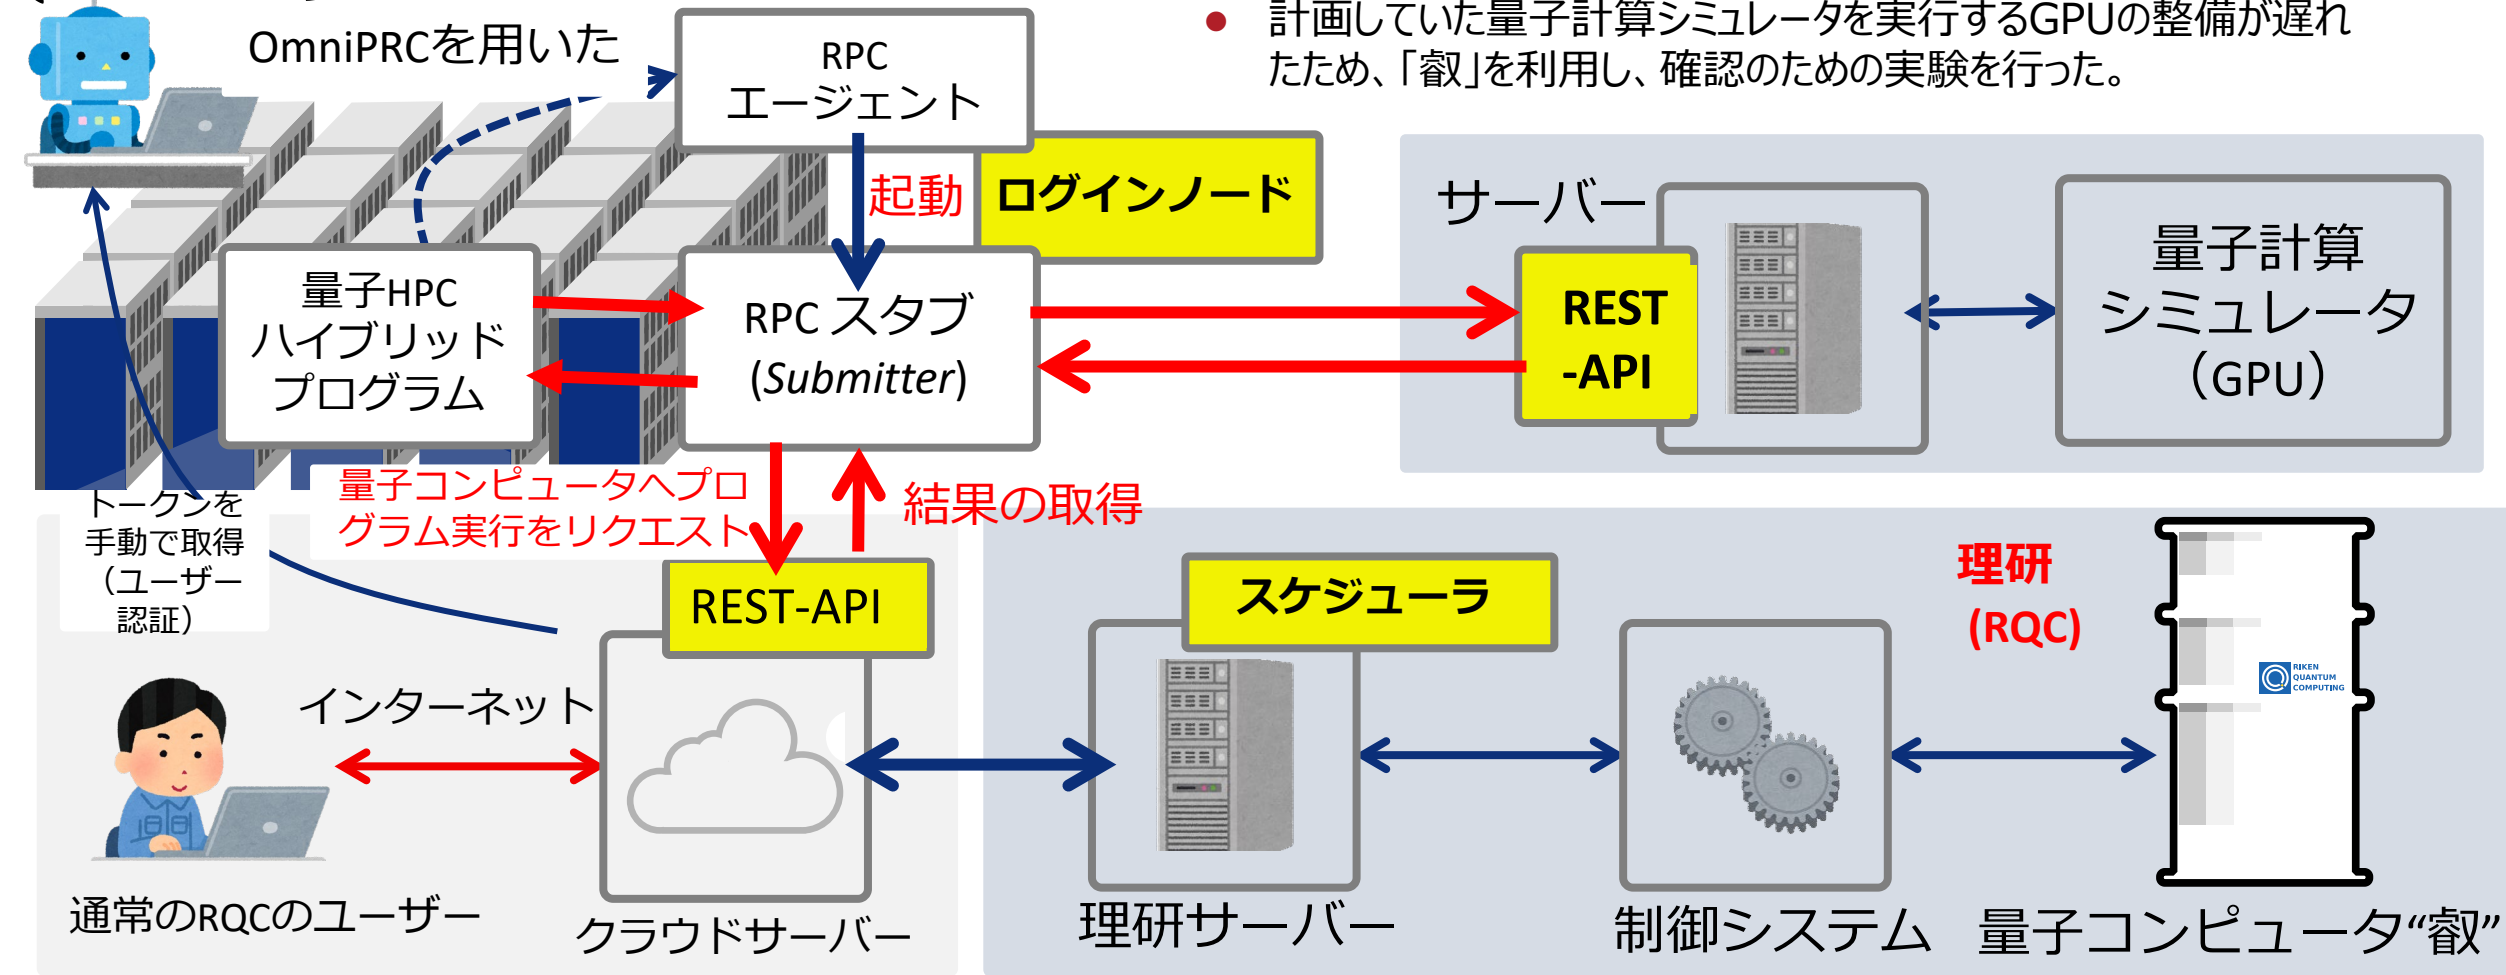 OmniPRCを用いた
RPC
エージェント
● 計画していた量子計算シミュレータを実行するGPUの整備が遅れ
たため、「叡」を利用し、確認のための実験を行った。
起動
ログインノード
サーバー
量子HPC
ハイブリッド
プログラム
RPC スタブ
(Submitter)
REST
-API
量子計算
シミュレータ
（GPU）
トークンを
手動で取得
（ユーザー
認証）
量子コンピュータへプロ
グラム実行をリクエスト
結果の取得
REST-API
スケジューラ
理研
(RQC)
RIKEN
QUANTUM
COMPUTING
インターネット
通常のRQCのユーザー
クラウドサーバー
理研サーバー
制御システム
量子コンピュータ“叡”